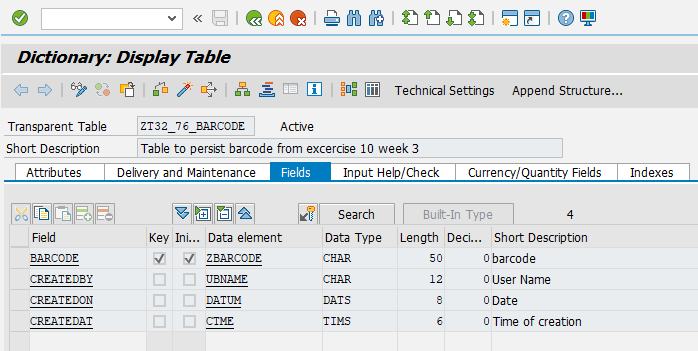 Dictionary: Display Table
Technical Settings Append Structure...
Transparent Table ZT32_76_BARCODE Active
Short Description Table to persist barcode from excercise 10 week 3
Attributes Delivery and Maintenance Fields Input Help/Check Currency/Quantity Fields Indexes
Search Built-In Type 4
Field Key Ini... Data element Data Type Length Deci... Short Description
BARCODE ZBARCODE CHAR 50 0 barcode
CREATEDBY UBNAME CHAR 12 0 User Name
CREATEDON DATUM DATS 8 0 Date
CREATEDAT CTME TIMS 6 0 Time of creation